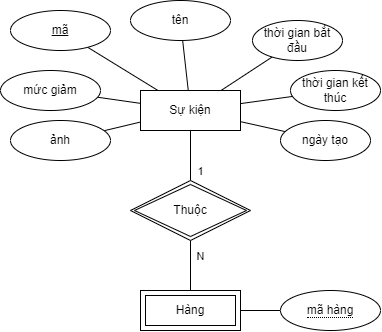 mã
tên
thời gian bắt
đầu
mức giảm
thời gian kết
thúc
Sự kiện
ảnh
ngày tạo
1
Thuộc
N
Hàng
mã hàng